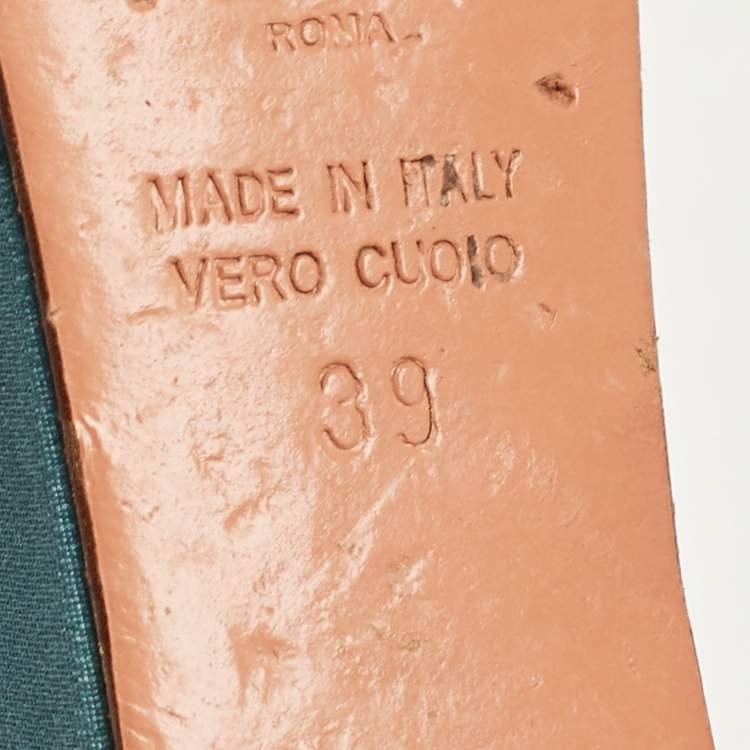 ROMA
MADE IN ITALY
VERO CUOIO
39